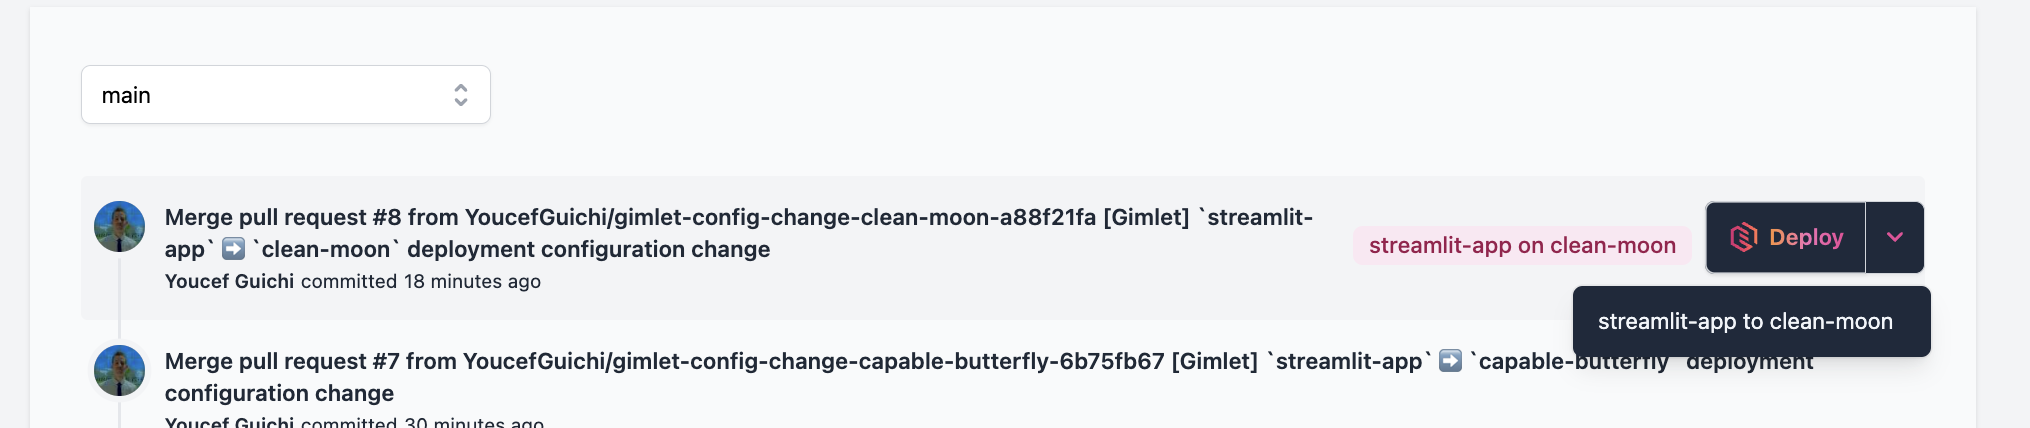 main
Merge pull request #8 from YoucefGuichi/gimlet-config-change-clean-moon-a88f21fa [Gimlet] `streamlit-
app` ➡️ `clean-moon` deployment configuration change
Youcef Guichi committed 18 minutes ago
streamlit-app on clean-moon
Deploy
streamlit-app to clean-moon
Merge pull request #7 from YoucefGuichi/gimlet-config-change-capable-butterfly-6b75fb67 [Gimlet] `streamlit-app` ➡️ `capable-butterfly` deployment
configuration change
Youcef Guichi committed 30 minutes ago